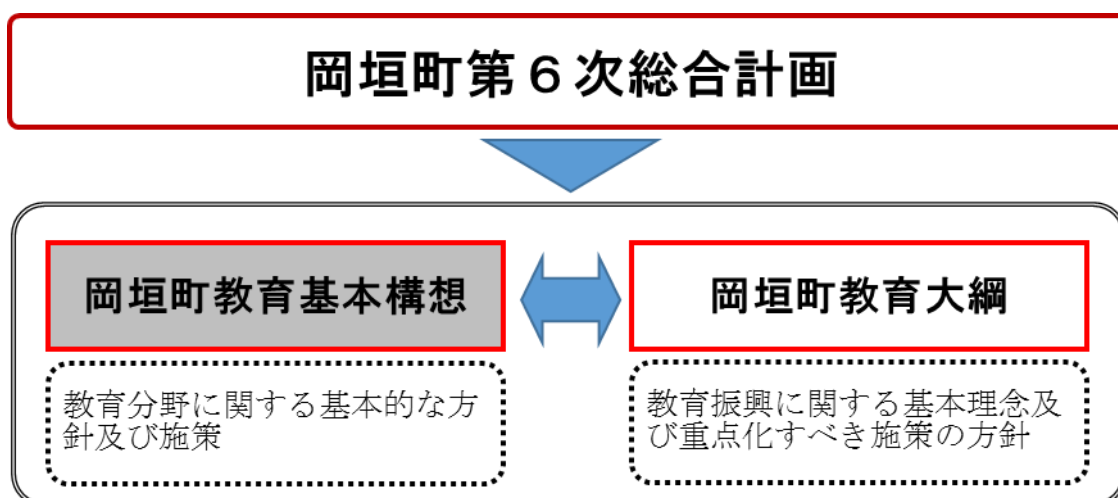 岡垣町第６次総合計画
岡垣町教育基本構想
岡垣町教育大綱
教育分野に関する基本的な方
針及び施策
教育振興に関する基本理念及
び重点化すべき施策の方針